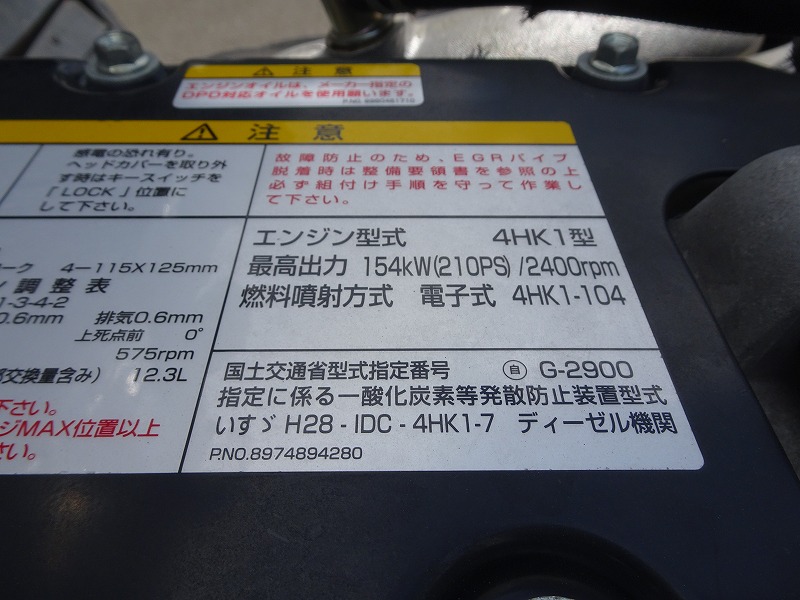 ⚠ 注意
エンジンオイルは、メーカー指定の
DPD対応オイルを使用願います。
⚠ 注意
感電の恐れ有り。
ヘッドカバーを取り外
す時はキースイッチを
「LOCK」位置に
して下さい。
故障防止のため、EGRパイプ
脱着時は整備要領書を参照の上
必ず組付け手順を守って作業し
て下さい。
ーク 4-115X125mm
調整表
1-3-4-2
0.6mm 排気0.6mm
上死点前 0°
575rpm
交換量含み) 12.3L
下さい。
ジMAX位置以上
さい。
エンジン型式 4HK1型
最高出力 154kW(210PS)/2400rpm
燃料噴射方式 電子式 4HK1-104
国土交通省型式指定番号 自 G-2900
指定に係る一酸化炭素等発散防止装置型式
いすゞ H28-IDC-4HK1-7 ディーゼル機関
P.NO.8974894280